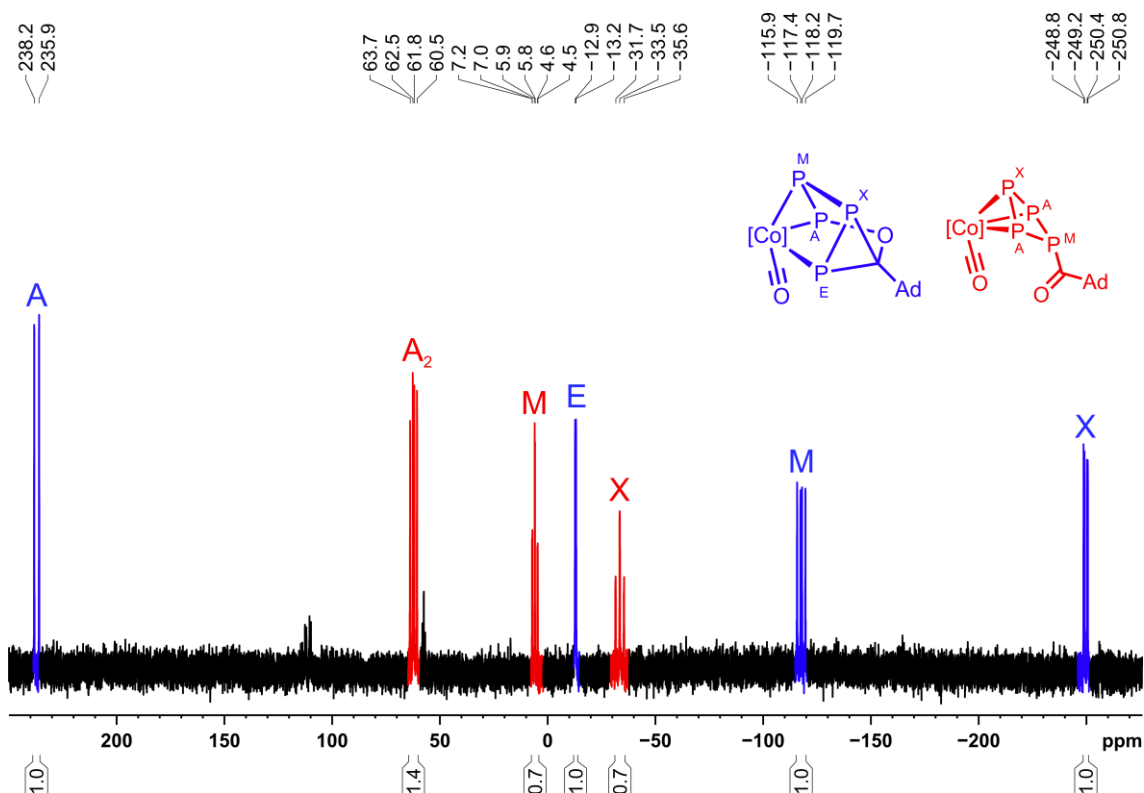 238.2
235.9
63.7
62.5
61.8
60.5
7.2
7.0
5.9
5.8
4.6
4.5
−12.9
−13.2
−31.7
−33.5
−35.6
−115.9
−117.4
−118.2
−119.7
−248.8
−249.2
−250.4
−250.8
M
P
X
P
P
A
O
[Co]
P
E
Ad
O
X
P
A
P
[Co]
P
A
P
M
O
Ad
O
A
A2
M
E
X
M
X
200 150 100 50 0 −50 −100 −150 −200 ppm
1.0 1.4 0.7 1.0 0.7 1.0 1.0